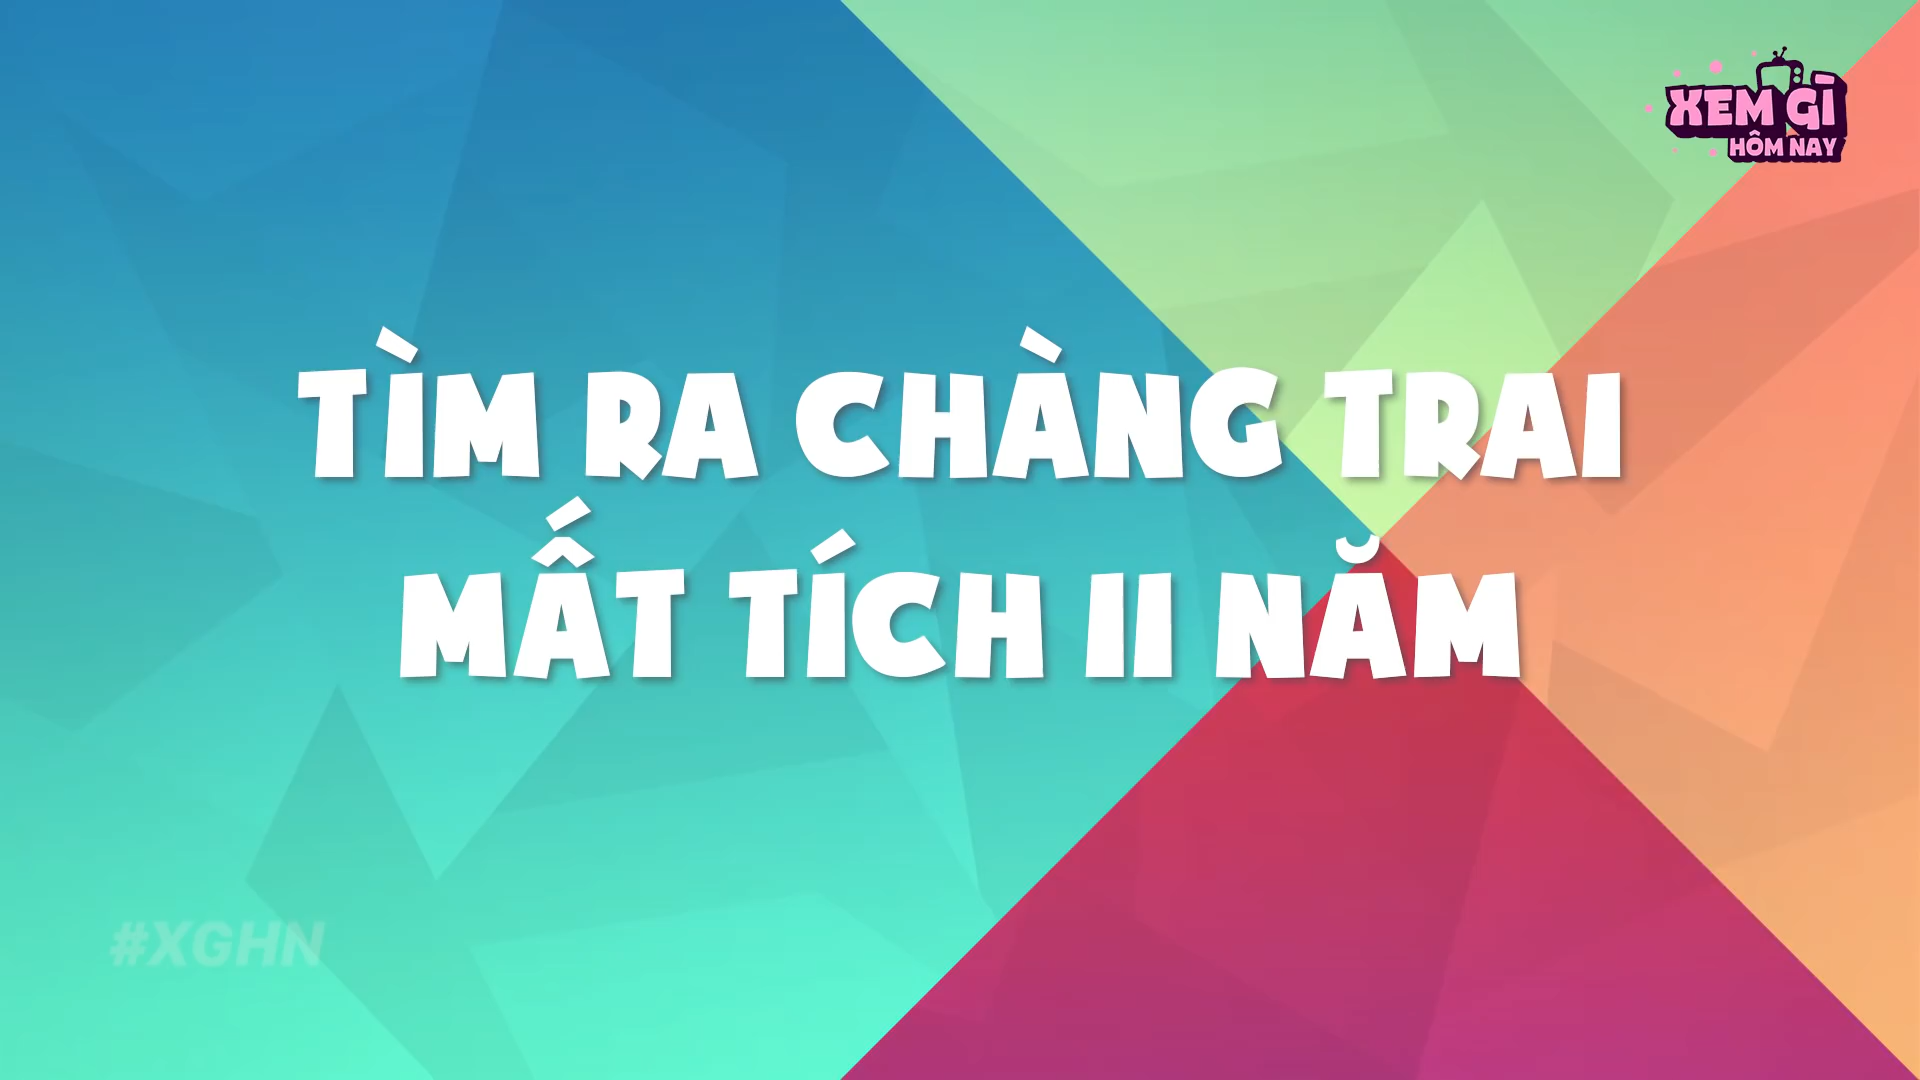 XEM GÌ
HÔM NAY
TÌM RA CHÀNG TRAI
MẤT TÍCH 11 NĂM
#XGHN